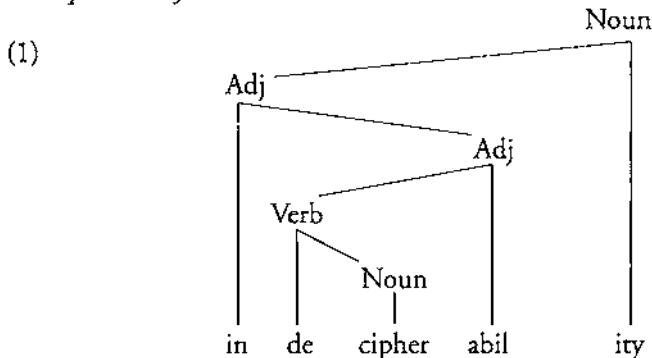 Noun
(1)
Adj
Adj
Verb
Noun
in de cipher abil ity